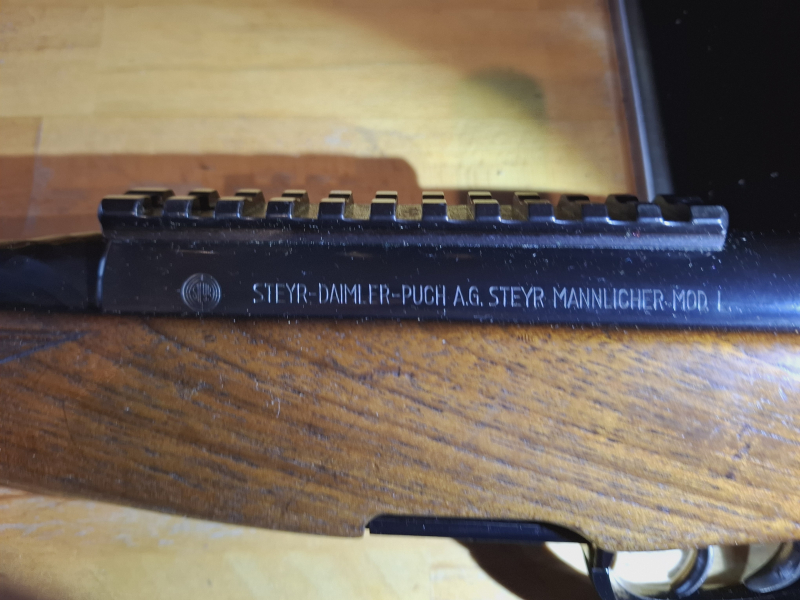 STEYR-DAIMLER-PUCH A.G. STEYR MANNLICHER-MOD. L